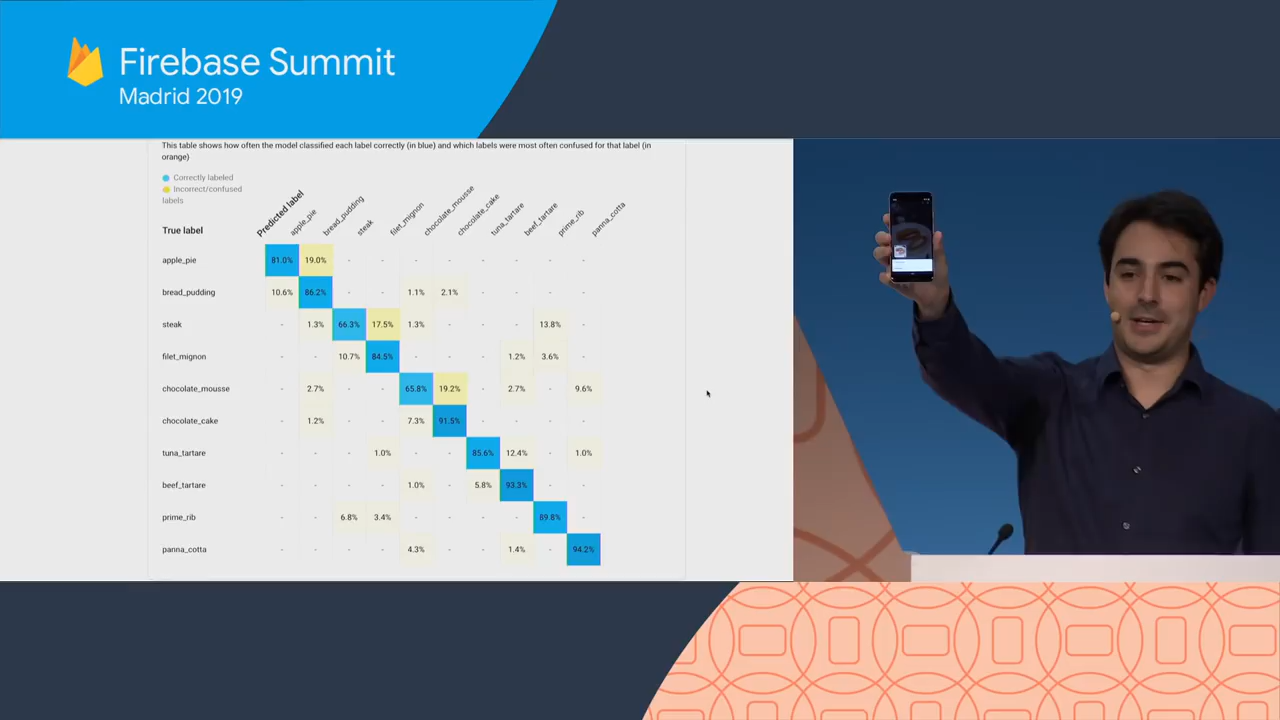 Firebase Summit
Madrid 2019
This table shows how often the model classified each label correctly (in blue) and which labels were most often confused for that label (in
orange)
Correctly labeled
Incorrect/confused
labels
True label
Predicted label apple_pie bread_pudding steak filet_mignon chocolate_mousse chocolate_cake tuna_tartare beef_tartare prime_rib panna_cotta
apple_pie 81.0% 19.0% - - - - - - - -
bread_pudding 10.6% 86.2% - - 1.1% 2.1% - - - -
steak - 1.3% 66.3% 17.5% 1.3% - - - 13.8% -
filet_mignon - - 10.7% 84.5% - - - 1.2% 3.6% -
chocolate_mousse - 2.7% - - 65.8% 19.2% - 2.7% - 9.6%
chocolate_cake - 1.2% - - 7.3% 91.5% - - - -
tuna_tartare - - - 1.0% - - 85.6% 12.4% - 1.0%
beef_tartare - - - - 1.0% - 5.8% 93.3% - -
prime_rib - - 6.8% 3.4% - - - - 89.8% -
panna_cotta - - - - 4.3% - - 1.4% - 94.2%